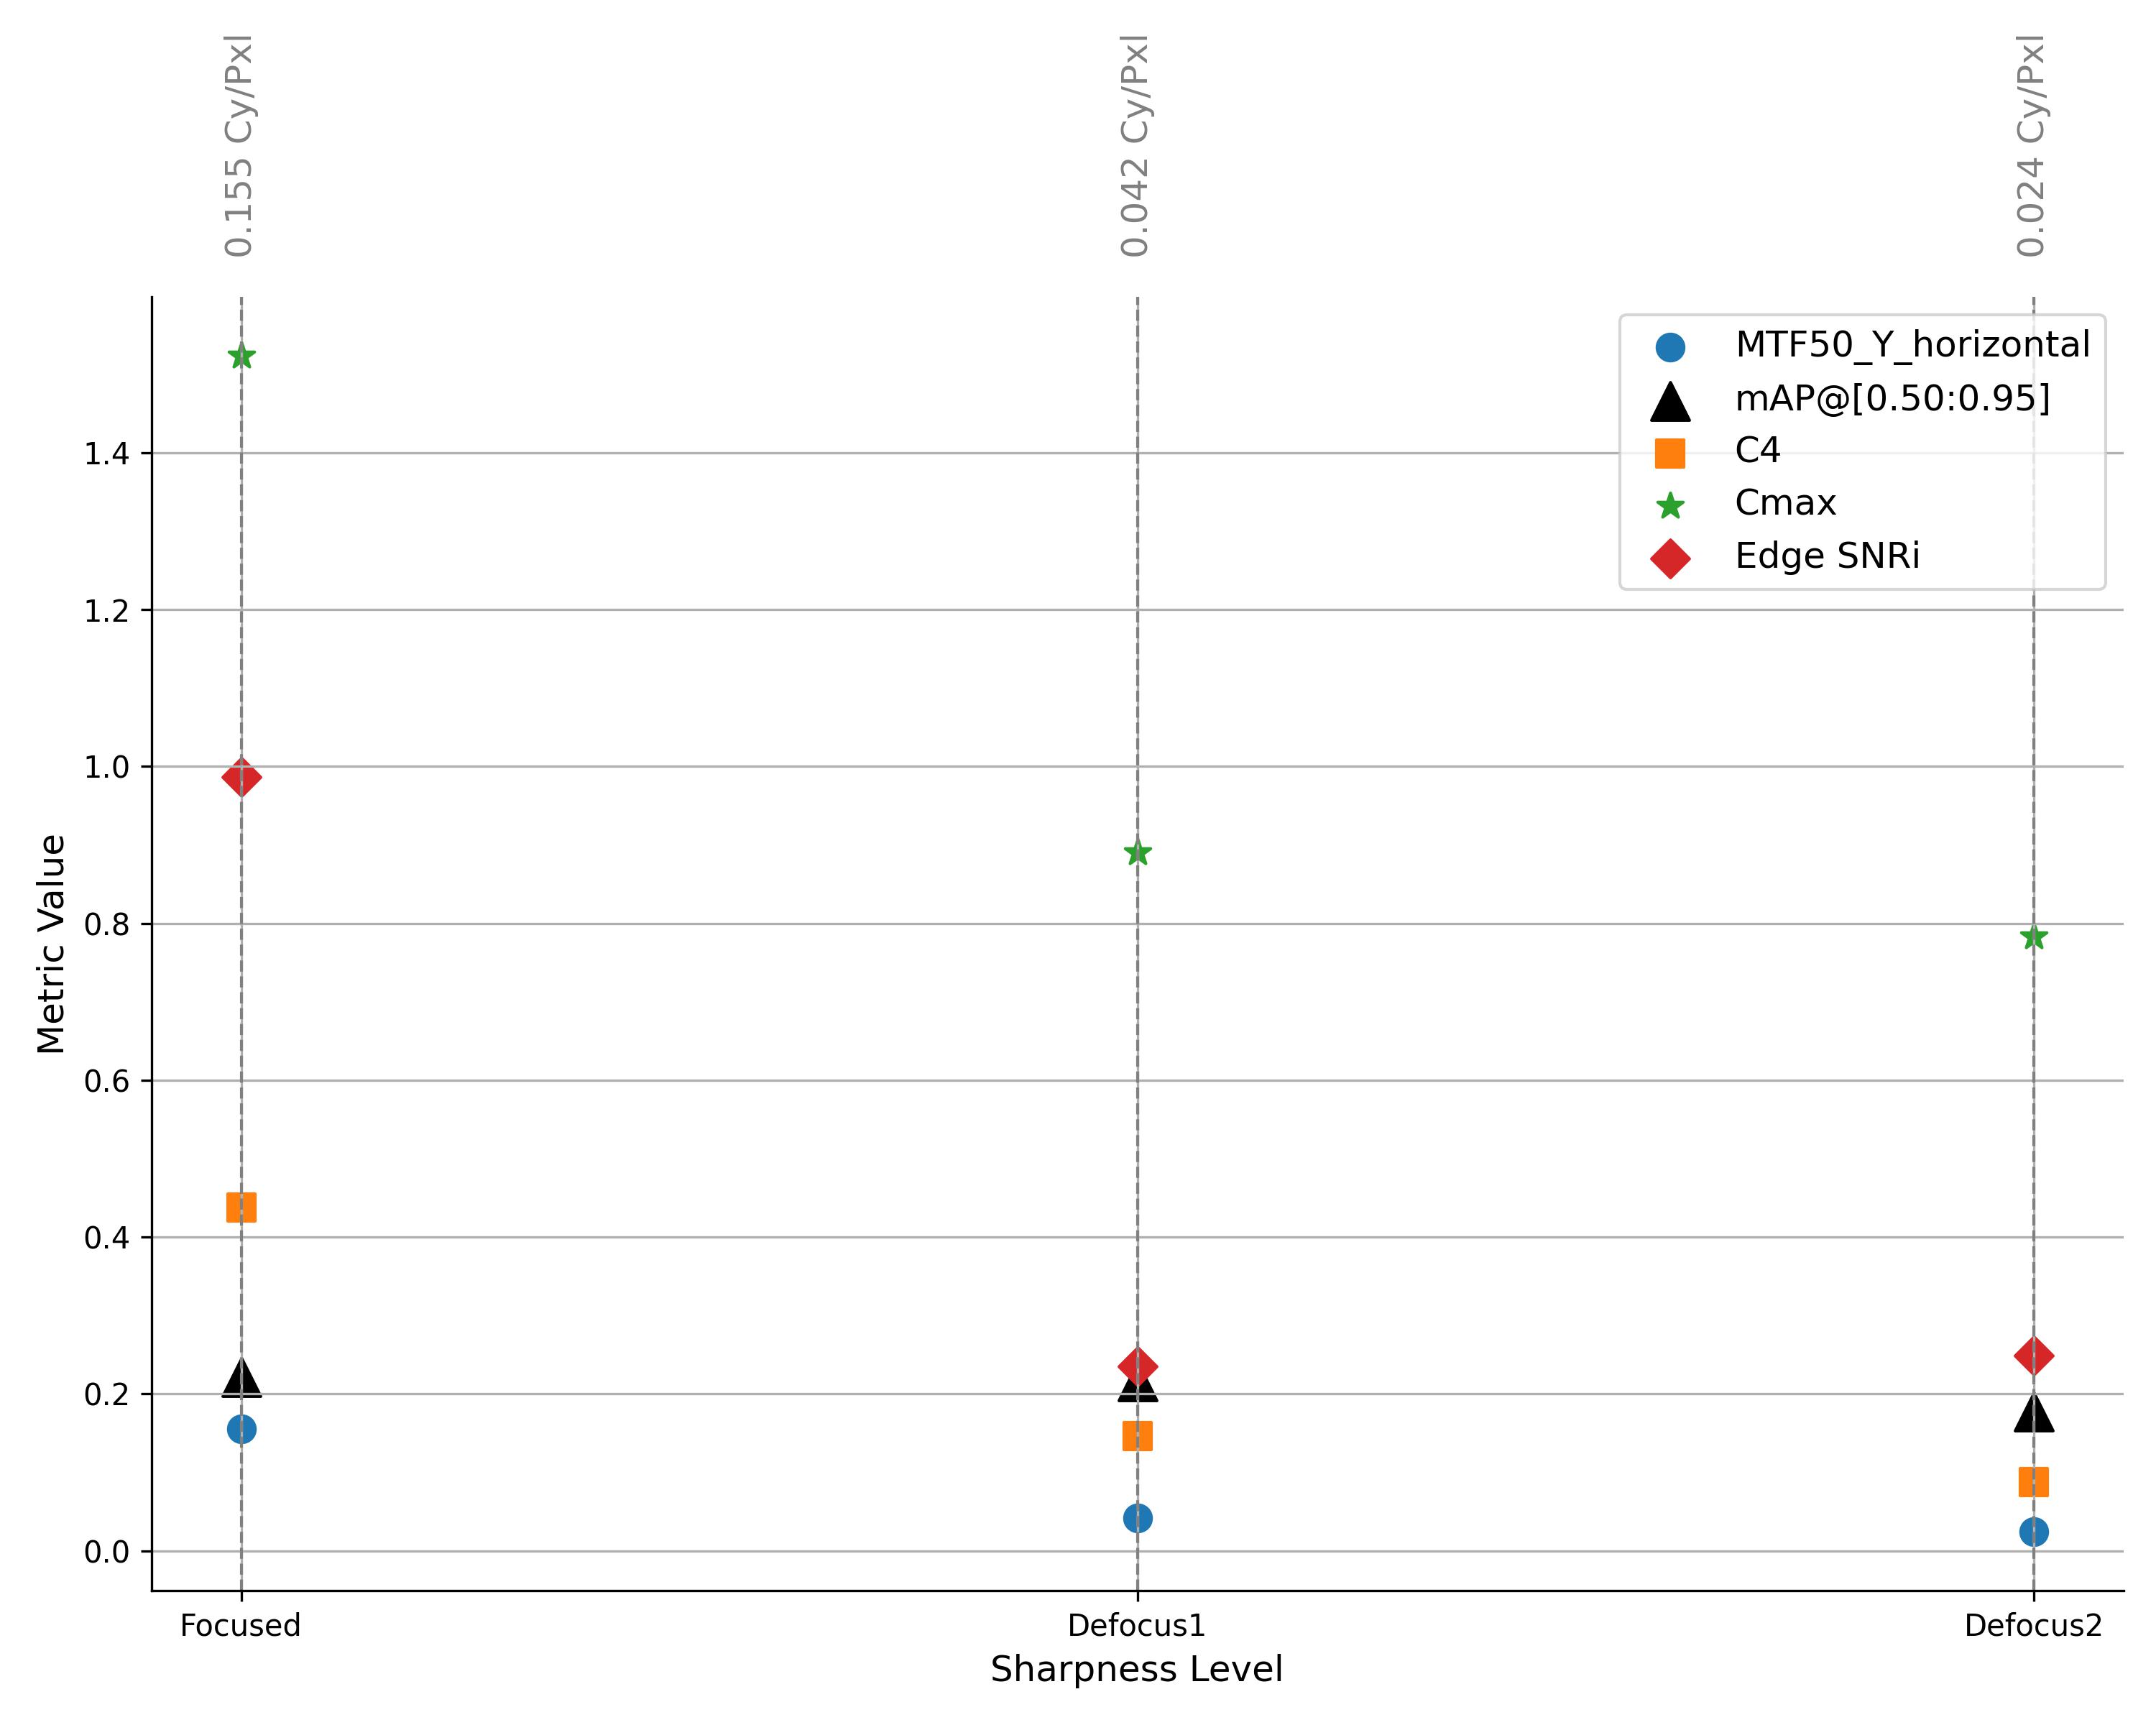 0.155 Cy/Pxl
0.042 Cy/Pxl
0.024 Cy/Pxl
MTF50_Y_horizontal
mAP@[0.50:0.95]
C4
Cmax
Edge SNRi
Metric Value
1.4
1.2
1.0
0.8
0.6
0.4
0.2
0.0
Focused
Defocus1
Defocus2
Sharpness Level